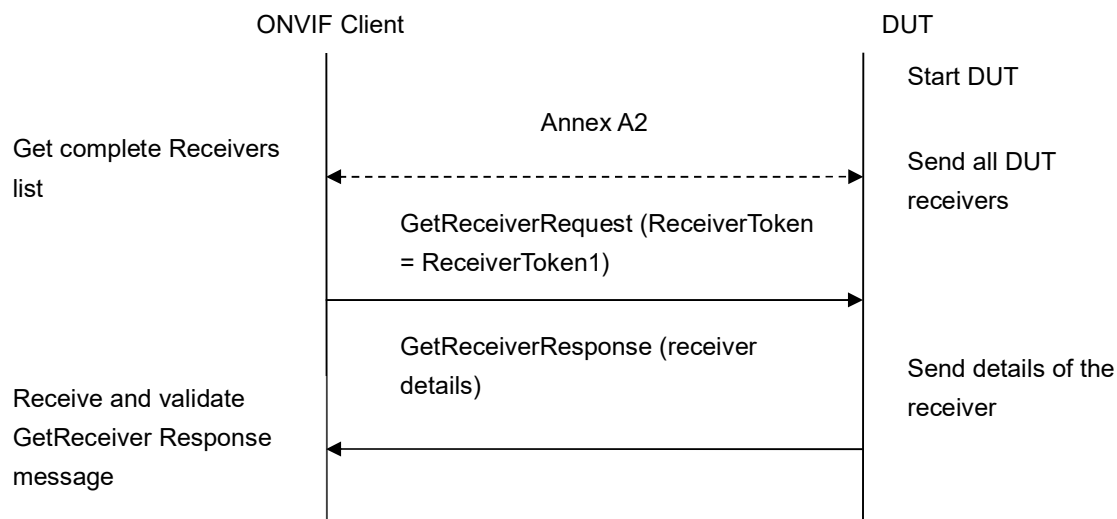 ONVIF Client
DUT
Start DUT
Annex A2
Get complete Receivers
list
Send all DUT
receivers
GetReceiverRequest (ReceiverToken
= ReceiverToken1)
GetReceiverResponse (receiver
details)
Send details of the
receiver
Receive and validate
GetReceiver Response
message